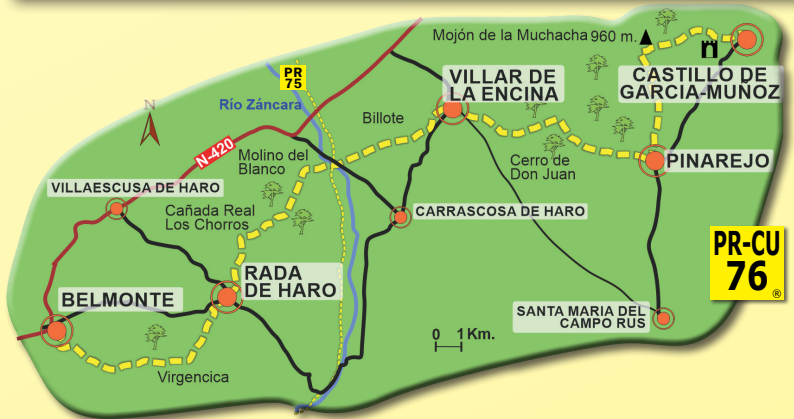 Mojón de la Muchacha 960 m.
CASTILLO DE
GARCIA-MUÑOZ
PR
75
VILLAR DE
LA ENCINA
Río Záncara
Billote
N
N-420
Molino del
Blanco
Cerro de
Don Juan
PINAREJO
VILLAESCUSA DE HARO
Cañada Real
Los Chorros
CARRASCOSA DE HARO
PR-CU
76
®
RADA
DE HARO
BELMONTE
SANTA MARIA DEL
CAMPO RUS
0 1 Km.
Virgencica